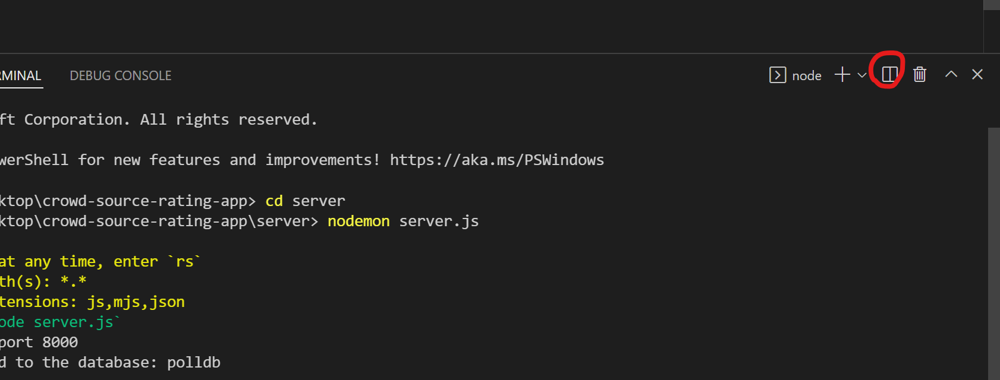 RMINAL DEBUG CONSOLE node
ft Corporation. All rights reserved.
werShell for new features and improvements! https://aka.ms/PSWindows
ktop\crowd-source-rating-app> cd server
ktop\crowd-source-rating-app\server> nodemon server.js
at any time, enter `rs`
th(s): *.*
tensions: js,mjs,json
ode server.js`
port 8000
d to the database: polldb